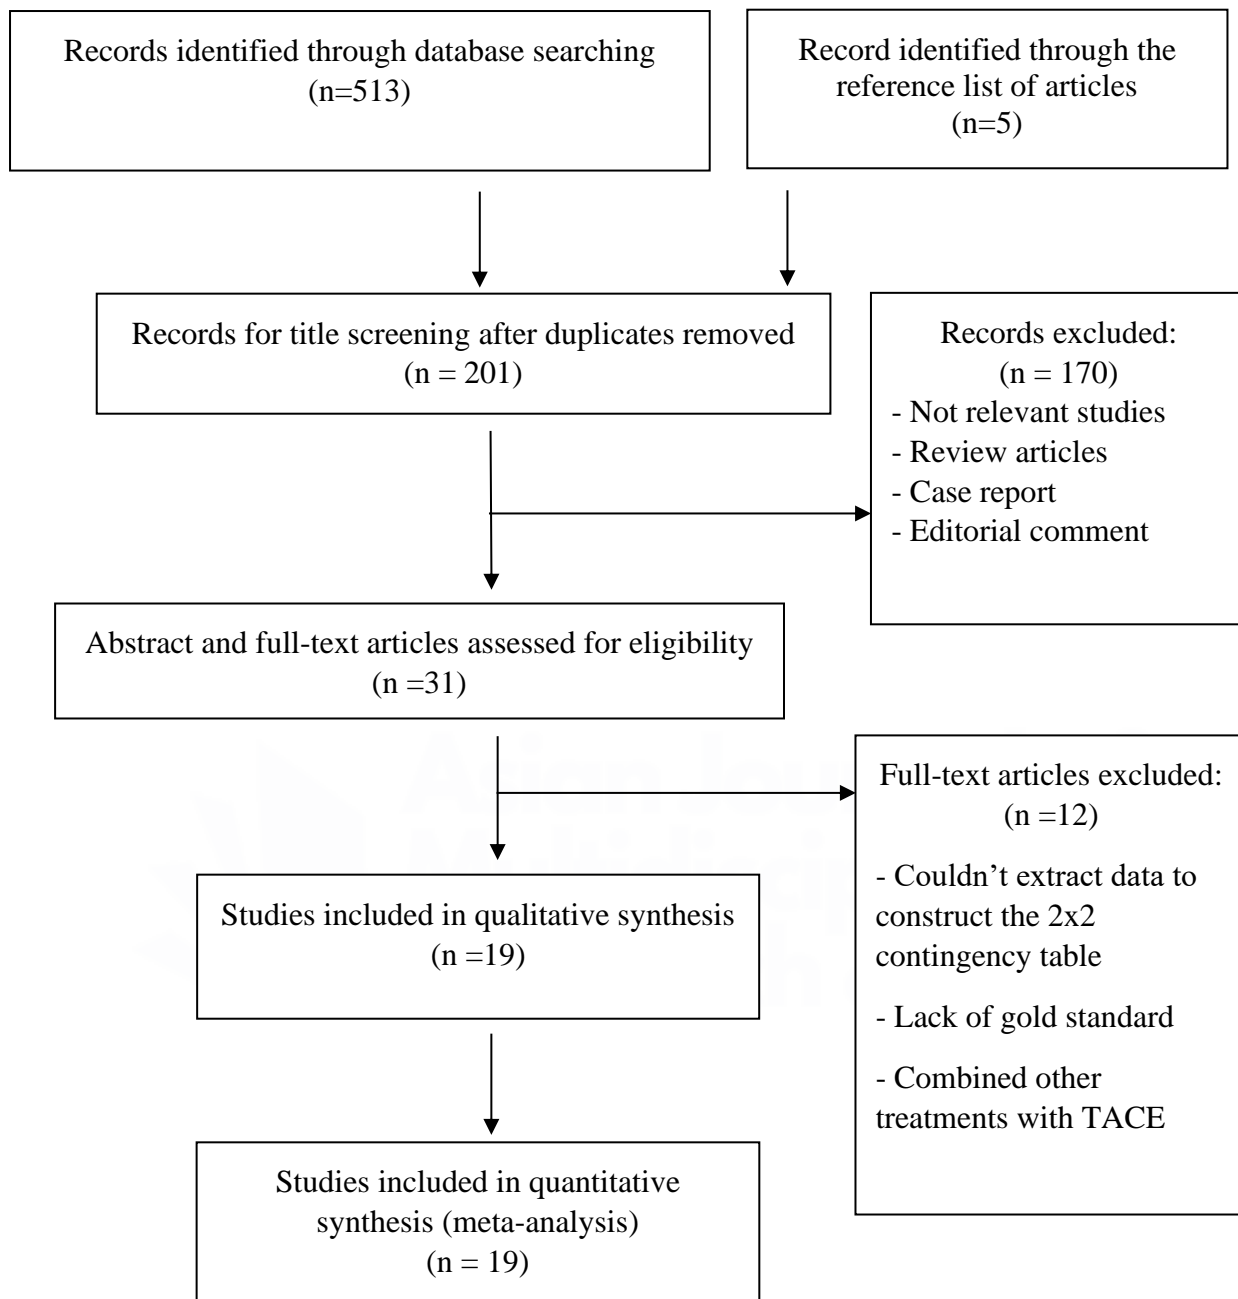 Records identified through database searching
(n=513)
Record identified through the
reference list of articles
(n=5)
Records for title screening after duplicates removed
(n = 201)
Records excluded:
(n = 170)
- Not relevant studies
- Review articles
- Case report
- Editorial comment
Abstract and full-text articles assessed for eligibility
(n =31)
Full-text articles excluded:
(n =12)
- Couldn’t extract data to
construct the 2x2
contingency table
- Lack of gold standard
- Combined other
treatments with TACE
Studies included in qualitative synthesis
(n =19)
Studies included in quantitative
synthesis (meta-analysis)
(n = 19)